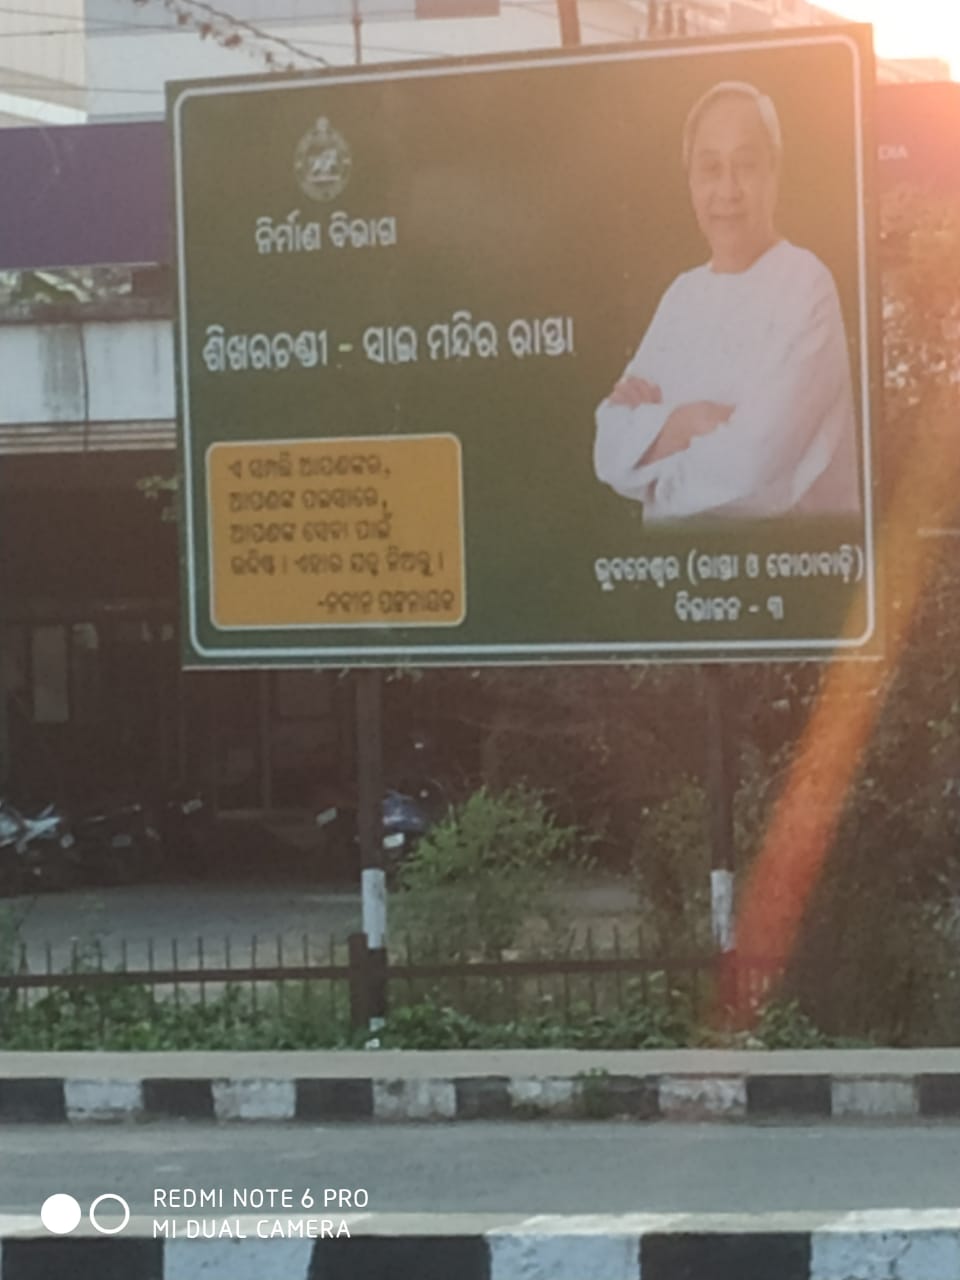 ନିର୍ମାଣ ବିଭାଗ
ଶିଖରଚଣ୍ଡୀ - ସାଇ ମନ୍ଦିର ରାସ୍ତା
ଏ ସମ୍ପତ୍ତି ଆପଣଙ୍କର,
ଆପଣଙ୍କ ପଇସାରେ,
ଆପଣଙ୍କ ସେବା ପାଇଁ
ଉଦ୍ଦିଷ୍ଟ । ଏହାର ଯତ୍ନ ନିଅନ୍ତୁ ।
-ନବୀନ ପଟ୍ଟନାୟକ
ଭୁବନେଶ୍ୱର (ରାସ୍ତା ଓ କୋଠାବାଡ଼ି)
ବିଭାଜନ - ୩
REDMI NOTE 6 PRO
MI DUAL CAMERA